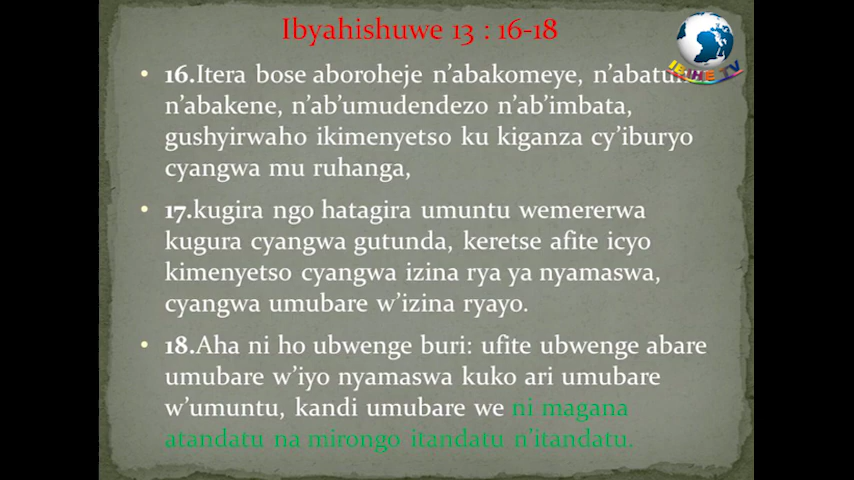 Ibyahishuwe 13 : 16-18
• 16.Itera bose aboroheje n’abakomeye, n’abatunzi
n’abakene, n’ab’umudendezo n’ab’imbata,
gushyirwaho ikimenyetso ku kiganza cy’iburyo
cyangwa mu ruhanga,
• 17.kugira ngo hatagira umuntu wemererwa
kugura cyangwa gutunda, keretse afite icyo
kimenyetso cyangwa izina rya ya nyamaswa,
cyangwa umubare w’izina ryayo.
• 18.Aha ni ho ubwenge buri: ufite ubwenge abare
umubare w’iyo nyamaswa kuko ari umubare
w’umuntu, kandi umubare we ni magana
atandatu na mirongo itandatu n’itandatu.
IBIHE TV